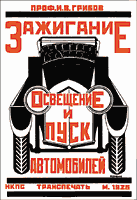 ПРОФ. И.В. ГРИБОВ
ЗАЖИГАНИЕ
ОСВЕЩЕНИЕ
И
ПУСК
АВТОМОБИЛЕЙ
НКПС ТРАНСПЕЧАТЬ М. 1928